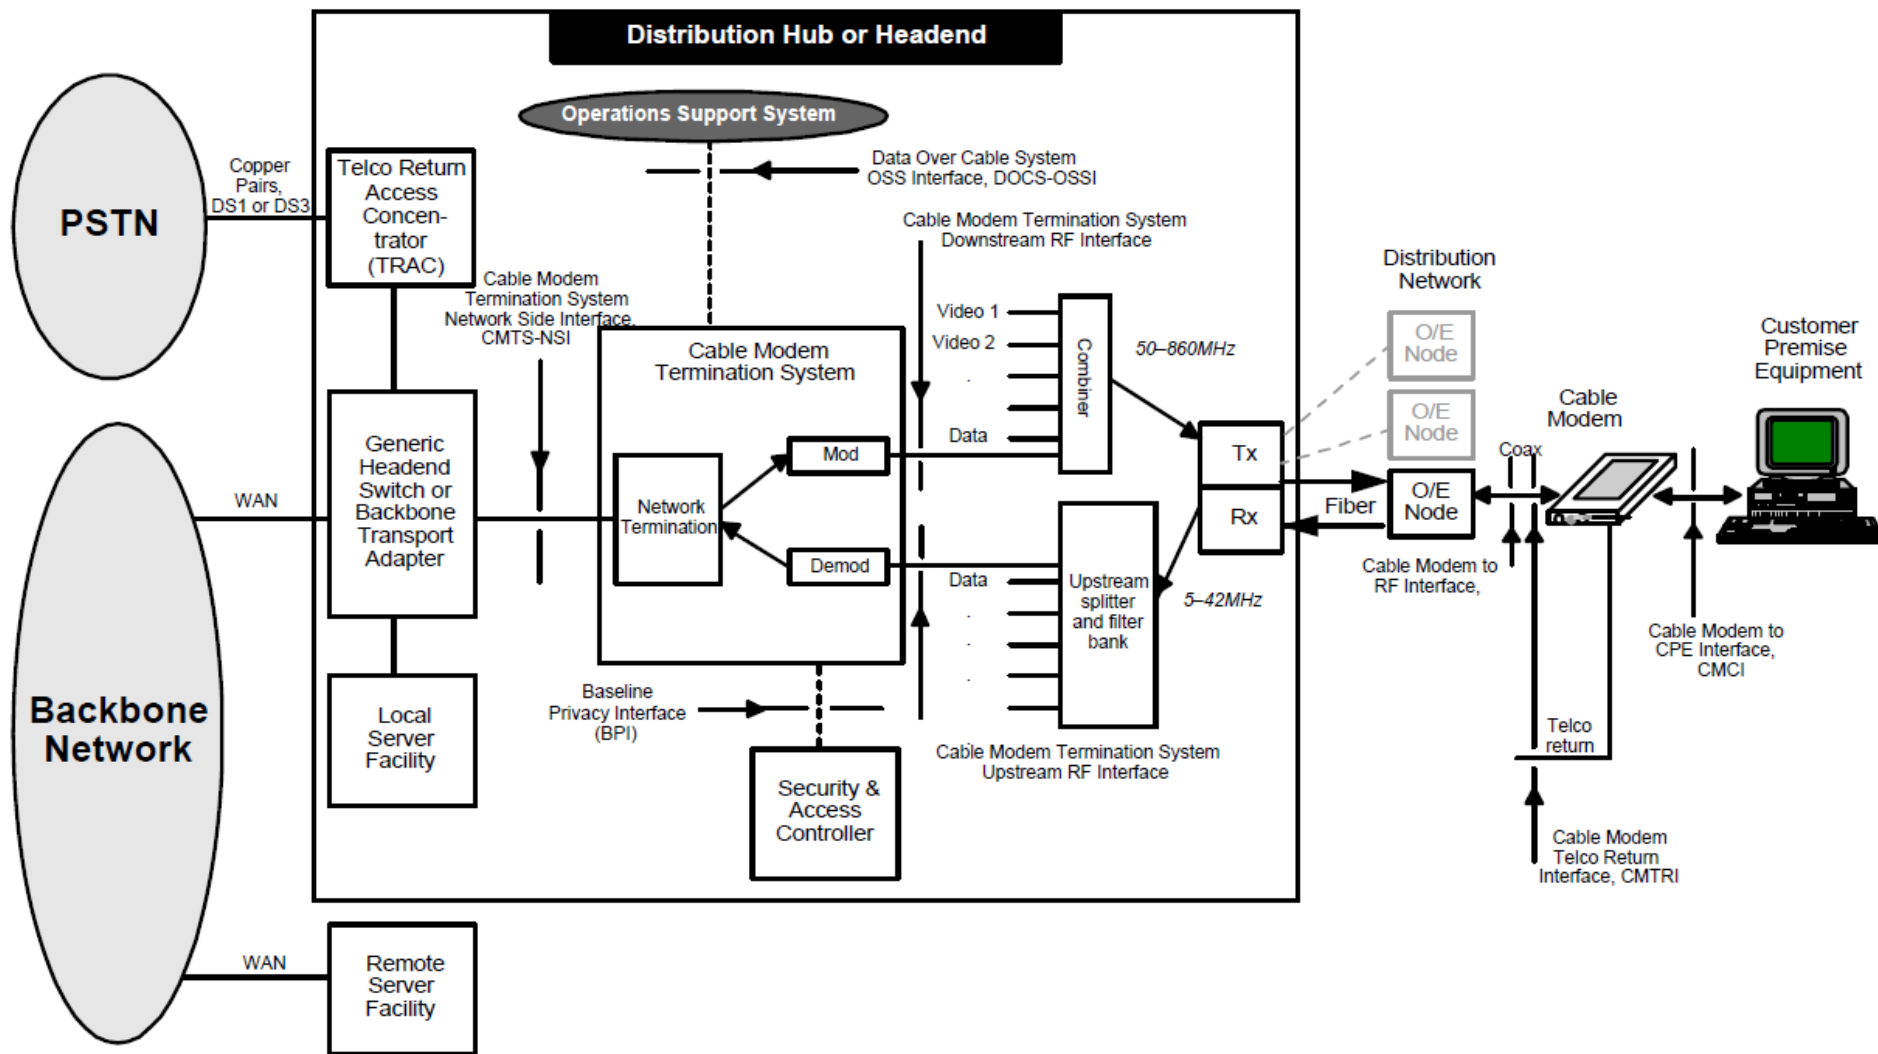 Distribution Hub or Headend
Operations Support System
PSTN
Copper
Pairs,
DS1 or DS3
Telco Return
Access
Concen-
trator
(TRAC)
Data Over Cable System
OSS Interface, DOCS-OSSI
Cable Modem Termination System
Downstream RF Interface
Cable Modem
Termination System
Network Side Interface,
CMTS-NSI
Cable Modem
Termination System
Video 1
Video 2
.
.
Data
Combiner
50–860MHz
Distribution
Network
O/E
Node
O/E
Node
O/E
Node
Customer
Premise
Equipment
Cable
Modem
Coax
Generic
Headend
Switch or
Backbone
Transport
Adapter
WAN
Network
Termination
Mod
Demod
Tx
Rx
Fiber
Data
.
.
.
.
Upstream
splitter
and filter
bank
5–42MHz
Cable Modem to
RF Interface,
Cable Modem to
CPE Interface,
CMCI
Backbone
Network
Local
Server
Facility
Baseline
Privacy Interface
(BPI)
Cable Modem Termination System
Upstream RF Interface
Security &
Access
Controller
Telco
return
Cable Modem
Telco Return
Interface, CMTRI
WAN
Remote
Server
Facility